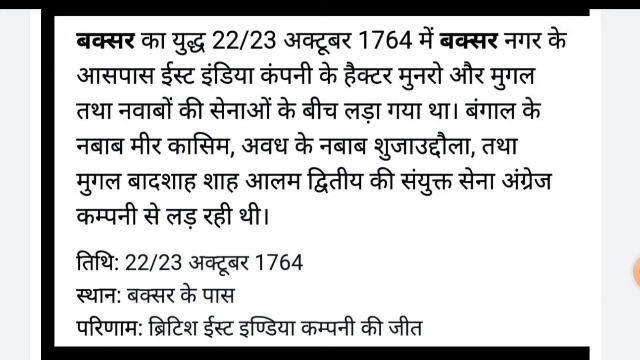 बक्सर का युद्ध 22/23 अक्टूबर 1764 में बक्सर नगर के
आसपास ईस्ट इंडिया कंपनी के हैक्टर मुनरो और मुगल
तथा नवाबों की सेनाओं के बीच लड़ा गया था। बंगाल के
नबाब मीर कासिम, अवध के नबाब शुजाउद्दौला, तथा
मुगल बादशाह शाह आलम द्वितीय की संयुक्त सेना अंग्रेज
कम्पनी से लड़ रही थी।
तिथि: 22/23 अक्टूबर 1764
स्थान: बक्सर के पास
परिणाम: ब्रिटिश ईस्ट इण्डिया कम्पनी की जीत